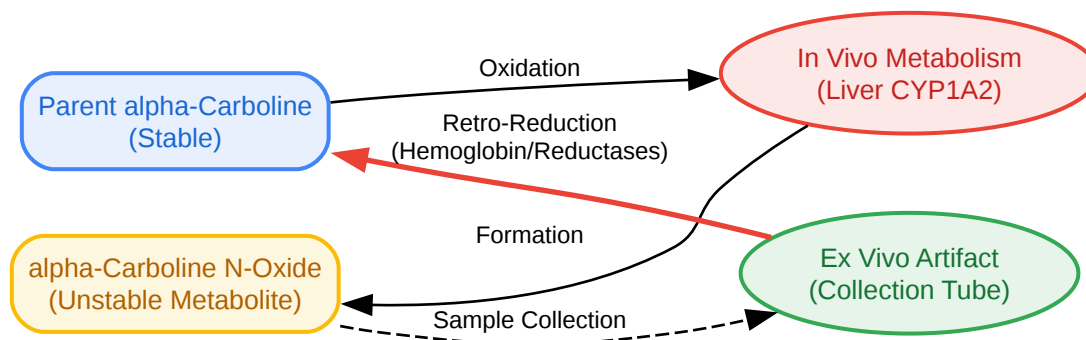 Parent alpha-Carboline
(Stable)
Oxidation
In Vivo Metabolism
(Liver CYP1A2)
Retro-Reduction
(Hemoglobin/Reductases)
Formation
alpha-Carboline N-Oxide
(Unstable Metabolite)
Sample Collection
Ex Vivo Artifact
(Collection Tube)